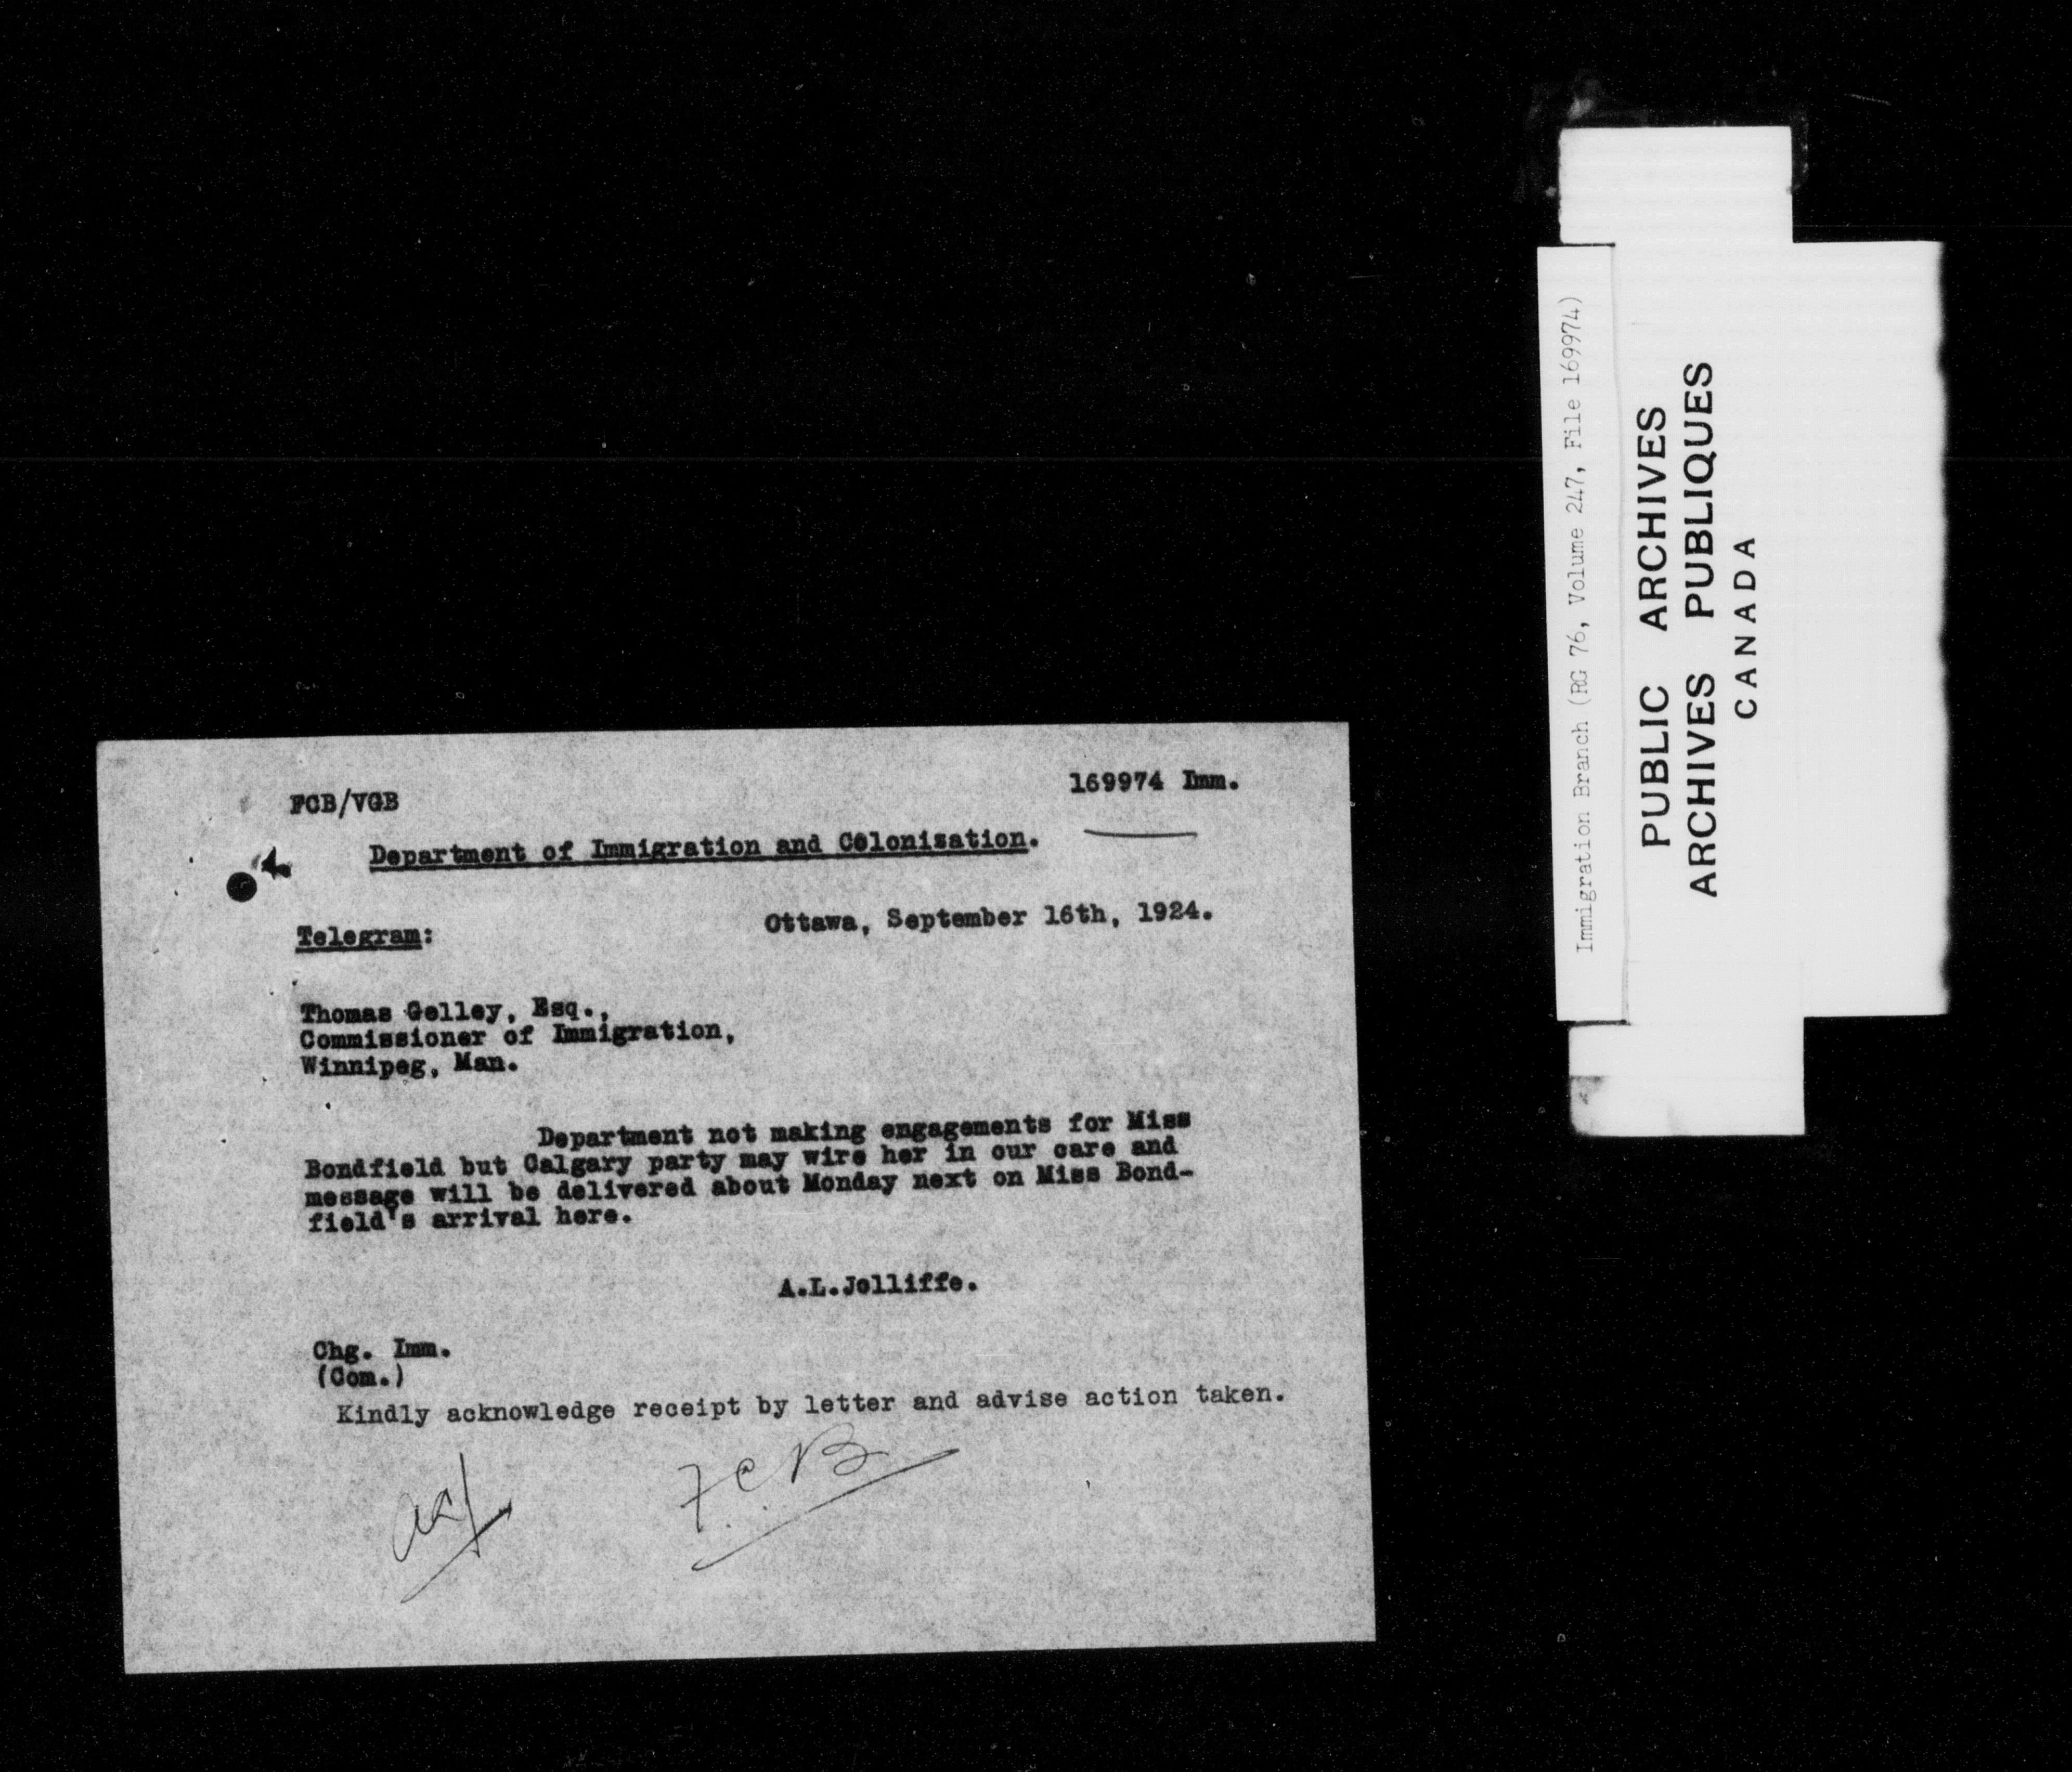 169974 Imm.
FCB/VGB
Department of Immigration and Colonization.
Ottawa, September 16th, 1924.
Telegram:
Thomas Gelley, Esq.,
Commissioner of Immigration,
Winnipeg, Man.
Department not making engagements for Miss
Bondfield but Calgary party may wire her in our care and
message will be delivered about Monday next on Miss Bond-
field's arrival here.
A.L.Jolliffe.
Chg. Imm.
(Com.)
Kindly acknowledge receipt by letter and advise action taken.
FCB
Immigration Branch (RG 76, Volume 247, File 169974)
PUBLIC ARCHIVES
ARCHIVES PUBLIQUES
CANADA